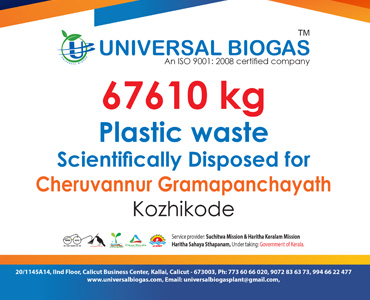 TM
UNIVERSAL BIOGAS
An ISO 9001: 2008 certified company
67610 kg
Plastic waste
Scientifically Disposed for
Cheruvannur Gramapanchayath
Kozhikode
Service provider: Suchitwa Mission & Haritha Keralam Mission
Haritha Sahaya Sthapanam, Under taking: Government of Kerala
20/1145A14, IInd Floor, Calicut Business Center, Kallai, Calicut - 673003, Ph: 773 60 66 020, 9072 83 63 73, 994 66 22 477
www.universalbiogas.com, Email: universalbiogasplant@gmail.com,